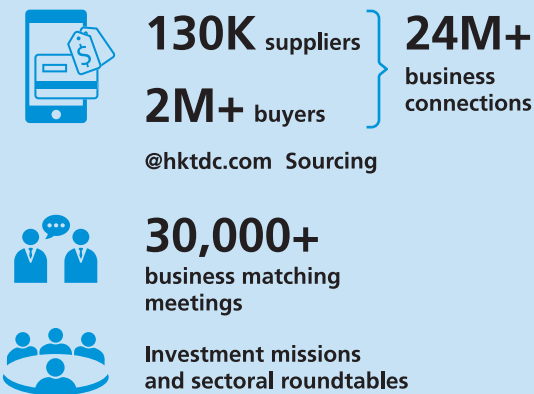 130K suppliers
2M+ buyers
24M+
business
connections
@hktdc.com Sourcing
$
30,000+
business matching
meetings
Investment missions
and sectoral roundtables